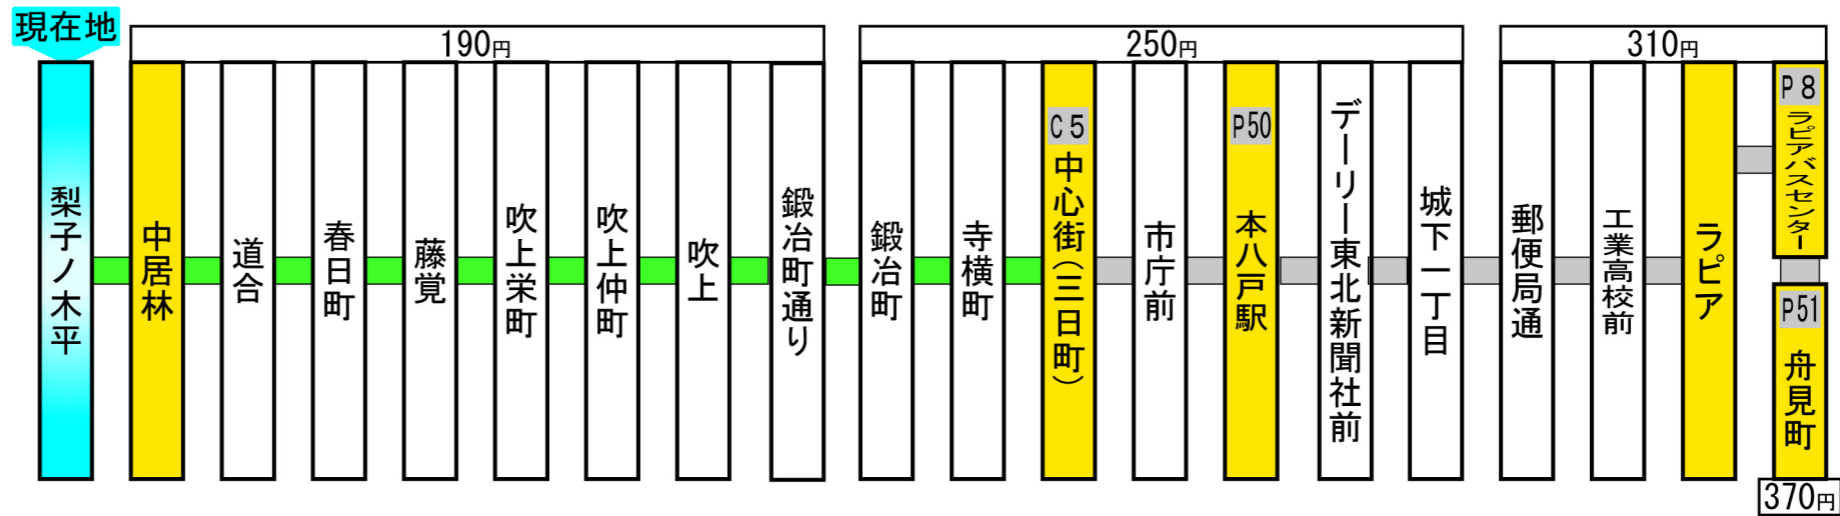 現在地
190円
250円
310円
梨子ノ木平
中居林
道合
春日町
藤覚
吹上栄町
吹上仲町
吹上
鍛冶町通り
鍛冶町
寺横町
C5
中心街(三日町)
市庁前
P50
本八戸駅
デーリー東北新聞社前
城下一丁目
郵便局通
工業高校前
ラピア
P8
ラピアバスセンター
P51
舟見町
370円